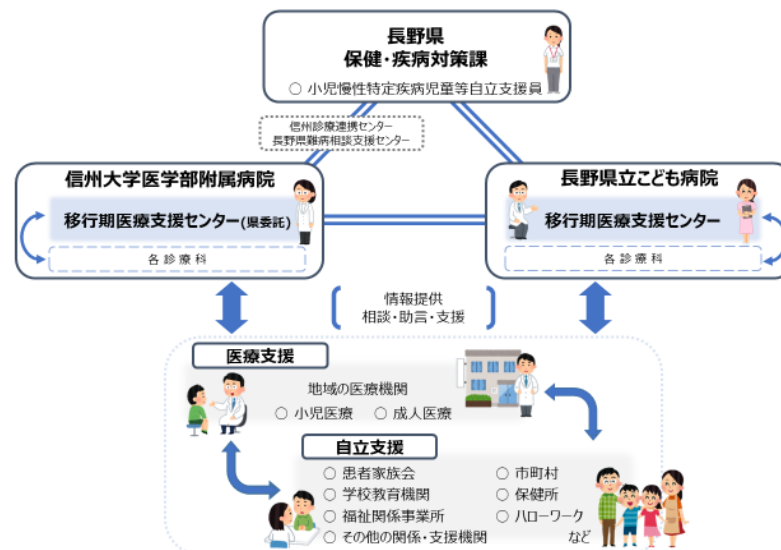 長野県
保健・疾病対策課
○ 小児慢性特定疾病児童等自立支援員
信州診療連携センター
長野県難病相談支援センター
信州大学医学部附属病院
移行期医療支援センター(県委託)
各診療科
長野県立こども病院
移行期医療支援センター
各診療科
情報提供
相談・助言・支援
医療支援
地域の医療機関
○ 小児医療 ○ 成人医療
自立支援
○ 患者家族会
○ 学校教育機関
○ 福祉関係事業所
○ その他の関係・支援機関
○ 市町村
○ 保健所
○ ハローワーク
など